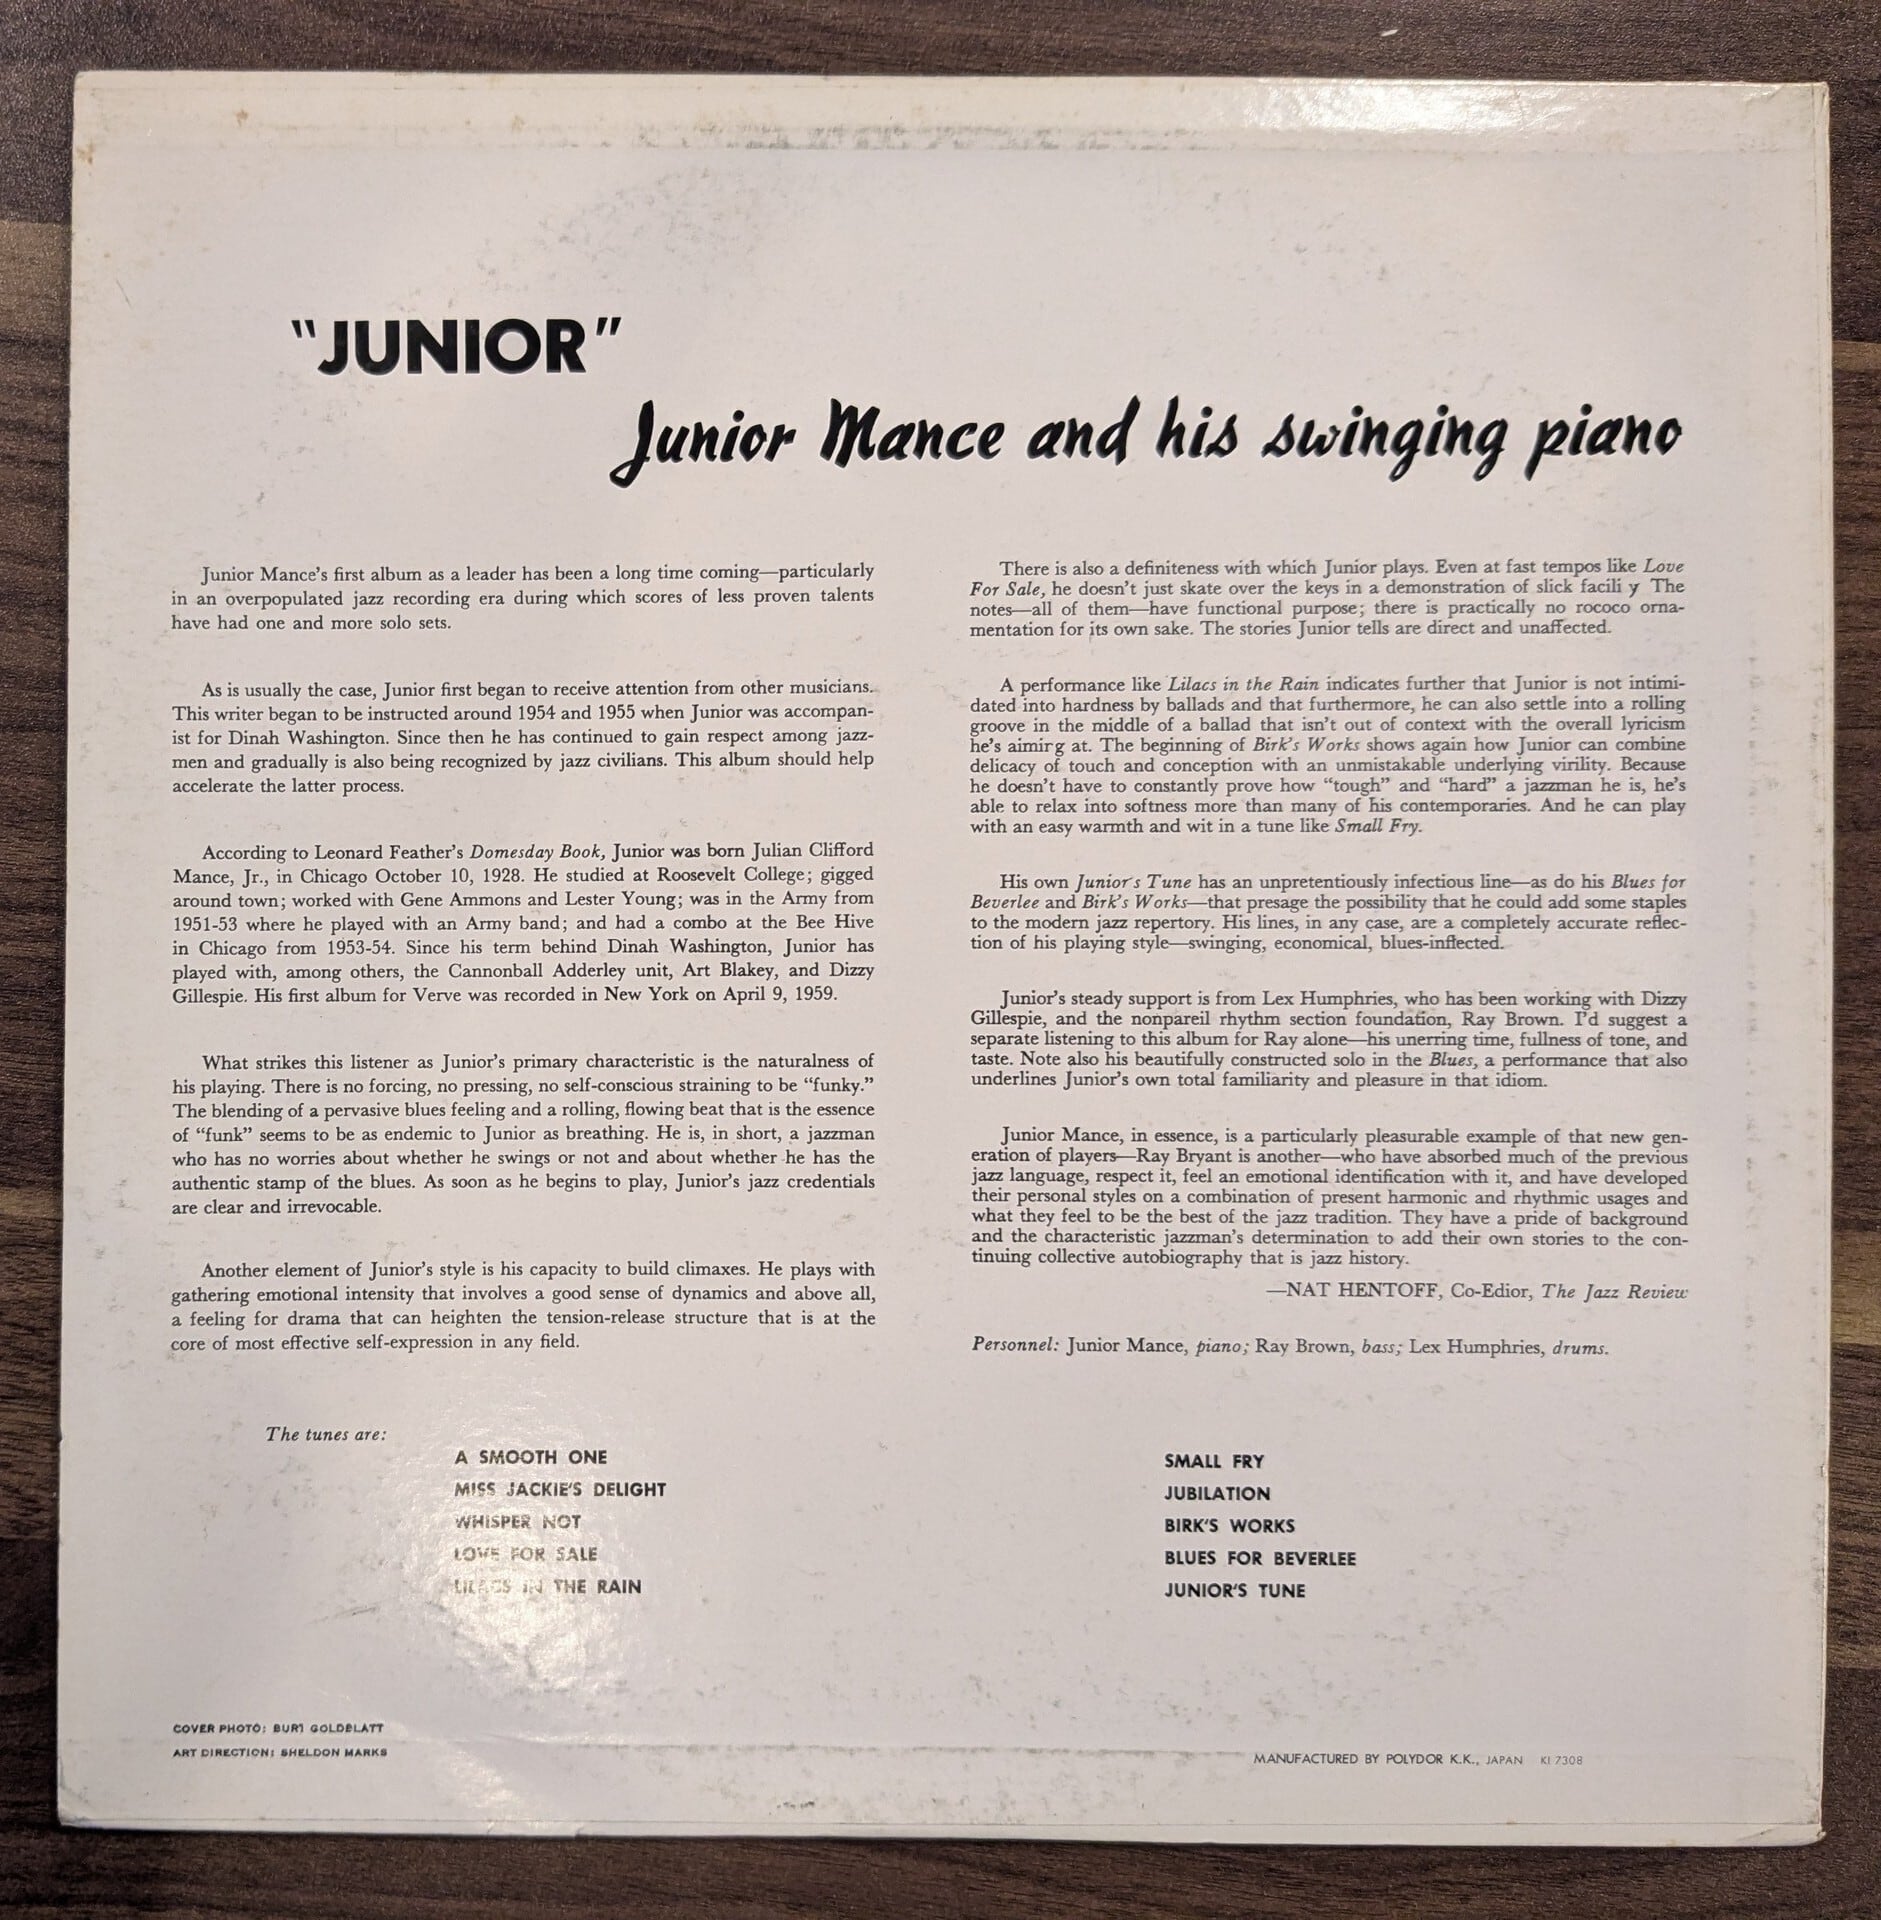 "JUNIOR"
Junior Mance and his swinging piano
Junior Mance's first album as a leader has been a long time coming—particularly
in an overpopulated jazz recording era during which scores of less proven talents
have had one and more solo sets.
As is usually the case, Junior first began to receive attention from other musicians.
This writer began to be instructed around 1954 and 1955 when Junior was accompan-
ist for Dinah Washington. Since then he has continued to gain respect among jazz-
men and gradually is also being recognized by jazz civilians. This album should help
accelerate the latter process.
According to Leonard Feather's Domesday Book, Junior was born Julian Clifford
Mance, Jr., in Chicago October 10, 1928. He studied at Roosevelt College; gigged
around town; worked with Gene Ammons and Lester Young; was in the Army from
1951-53 where he played with an Army band; and had a combo at the Bee Hive
in Chicago from 1953-54. Since his term behind Dinah Washington, Junior has
played with, among others, the Cannonball Adderley unit, Art Blakey, and Dizzy
Gillespie. His first album for Verve was recorded in New York on April 9, 1959.
What strikes this listener as Junior's primary characteristic is the naturalness of
his playing. There is no forcing, no pressing, no self-conscious straining to be "funky."
The blending of a pervasive blues feeling and a rolling, flowing beat that is the essence
of "funk" seems to be as endemic to Junior as breathing. He is, in short, a jazzman
who has no worries about whether he swings or not and about whether he has the
authentic stamp of the blues. As soon as he begins to play, Junior's jazz credentials
are clear and irrevocable.
Another element of Junior's style is his capacity to build climaxes. He plays with
gathering emotional intensity that involves a good sense of dynamics and above all,
a feeling for drama that can heighten the tension-release structure that is at the
core of most effective self-expression in any field.
There is also a definiteness with which Junior plays. Even at fast tempos like Love
For Sale, he doesn't just skate over the keys in a demonstration of slick facili y The
notes—all of them—have functional purpose; there is practically no rococo orna-
mentation for its own sake. The stories Junior tells are direct and unaffected.
A performance like Lilacs in the Rain indicates further that Junior is not intimi-
dated into hardness by ballads and that furthermore, he can also settle into a rolling
groove in the middle of a ballad that isn't out of context with the overall lyricism
he's aimirg at. The beginning of Birk's Works shows again how Junior can combine
delicacy of touch and conception with an unmistakable underlying virility. Because
he doesn't have to constantly prove how "tough" and "hard" a jazzman he is, he's
able to relax into softness more than many of his contemporaries. And he can play
with an easy warmth and wit in a tune like Small Fry.
His own Junior's Tune has an unpretentiously infectious line—as do his Blues for
Beverlee and Birk's Works—that presage the possibility that he could add some staples
to the modern jazz repertory. His lines, in any case, are a completely accurate reflec-
tion of his playing style—swinging, economical, blues-inflected.
Junior's steady support is from Lex Humphries, who has been working with Dizzy
Gillespie, and the nonpareil rhythm section foundation, Ray Brown. I'd suggest a
separate listening to this album for Ray alone—his unerring time, fullness of tone, and
taste. Note also his beautifully constructed solo in the Blues, a performance that also
underlines Junior's own total familiarity and pleasure in that idiom.
Junior Mance, in essence, is a particularly pleasurable example of that new gen-
eration of players—Ray Bryant is another—who have absorbed much of the previous
jazz language, respect it, feel an emotional identification with it, and have developed
their personal styles on a combination of present harmonic and rhythmic usages and
what they feel to be the best of the jazz tradition. They have a pride of background
and the characteristic jazzman's determination to add their own stories to the con-
tinuing collective autobiography that is jazz history.
—NAT HENTOFF, Co-Edior, The Jazz Review
Personnel: Junior Mance, piano; Ray Brown, bass; Lex Humphries, drums.
The tunes are:
A SMOOTH ONE
MISS JACKIE'S DELIGHT
WHISPER NOT
LOVE FOR SALE
LILACS IN THE RAIN
SMALL FRY
JUBILATION
BIRK'S WORKS
BLUES FOR BEVERLEE
JUNIOR'S TUNE
COVER PHOTO: BURT GOLDBLATT
ART DIRECTION: SHELDON MARKS
MANUFACTURED BY POLYDOR K.K., JAPAN KI 7308